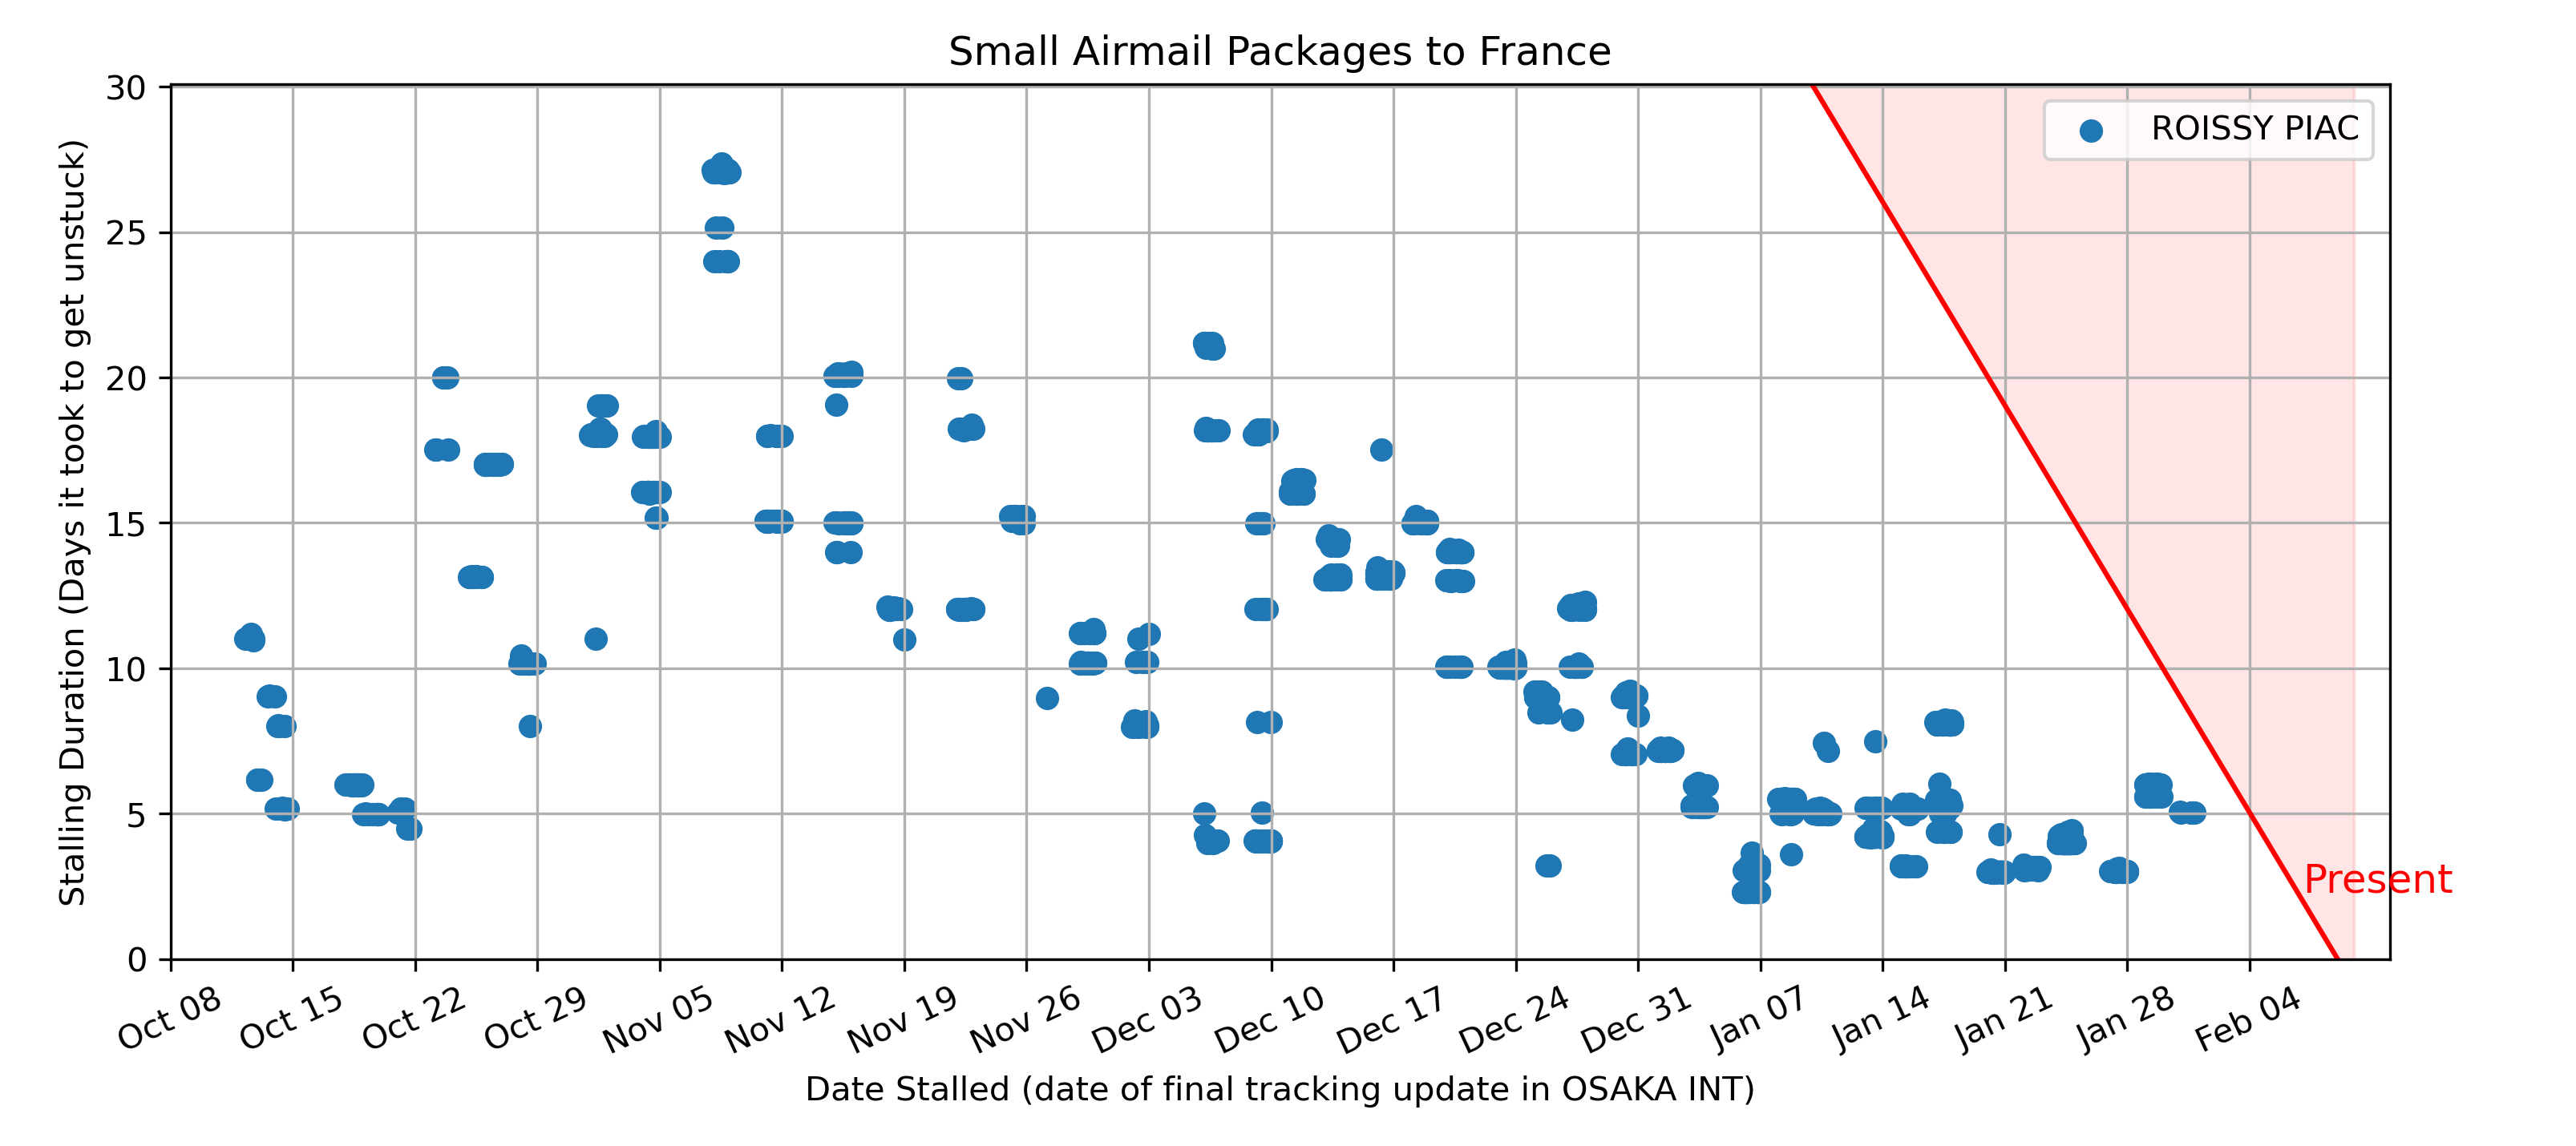 Small Airmail Packages to France
ROISSY PIAC
Stalling Duration (Days it took to get unstuck)
30
25
20
15
10
5
0
Present
Oct 08
Oct 15
Oct 22
Oct 29
Nov 05
Nov 12
Nov 19
Nov 26
Dec 03
Dec 10
Dec 17
Dec 24
Dec 31
Jan 07
Jan 14
Jan 21
Jan 28
Feb 04
Date Stalled (date of final tracking update in OSAKA INT)